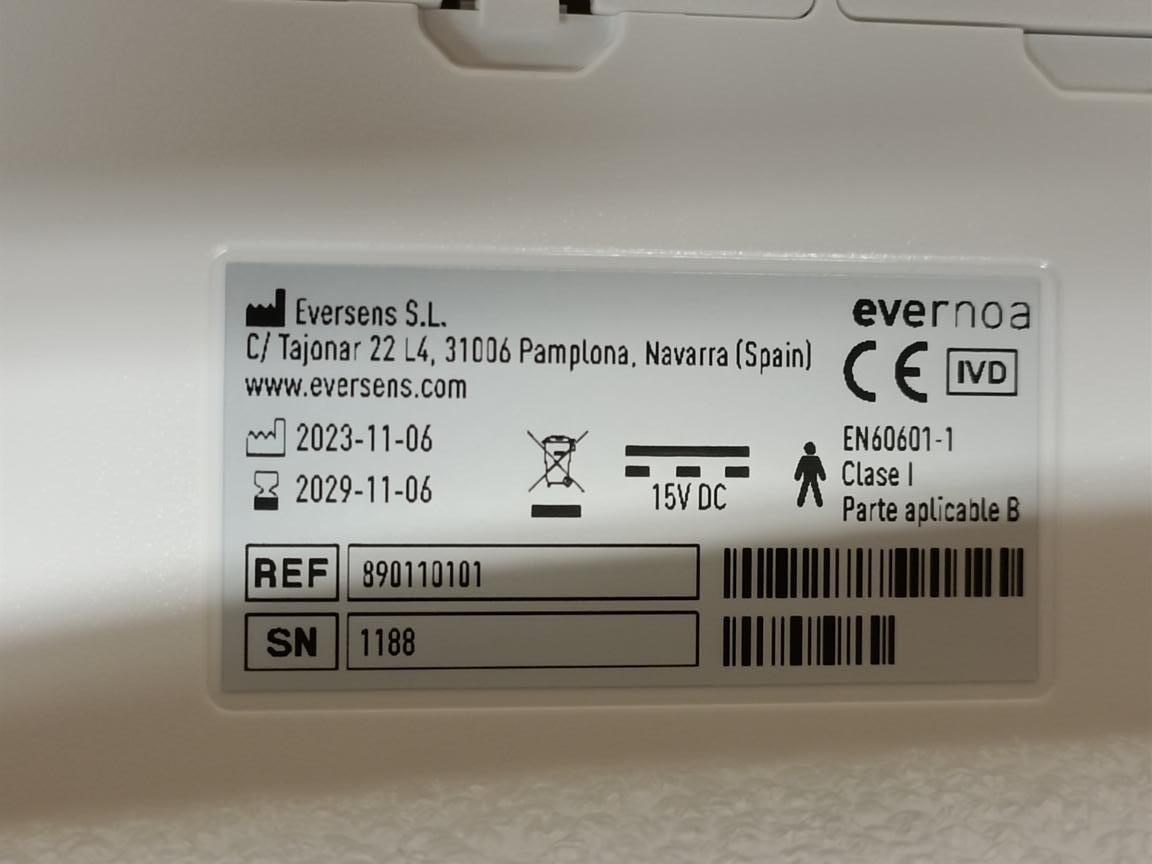 Eversens S.L.
C/ Tajonar 22 L4, 31006 Pamplona, Navarra (Spain)
www.eversens.com
evernoa
CE IVD
2023-11-06
2029-11-06
15V DC
EN60601-1
Clase I
Parte aplicable B
REF 890110101
SN 1188